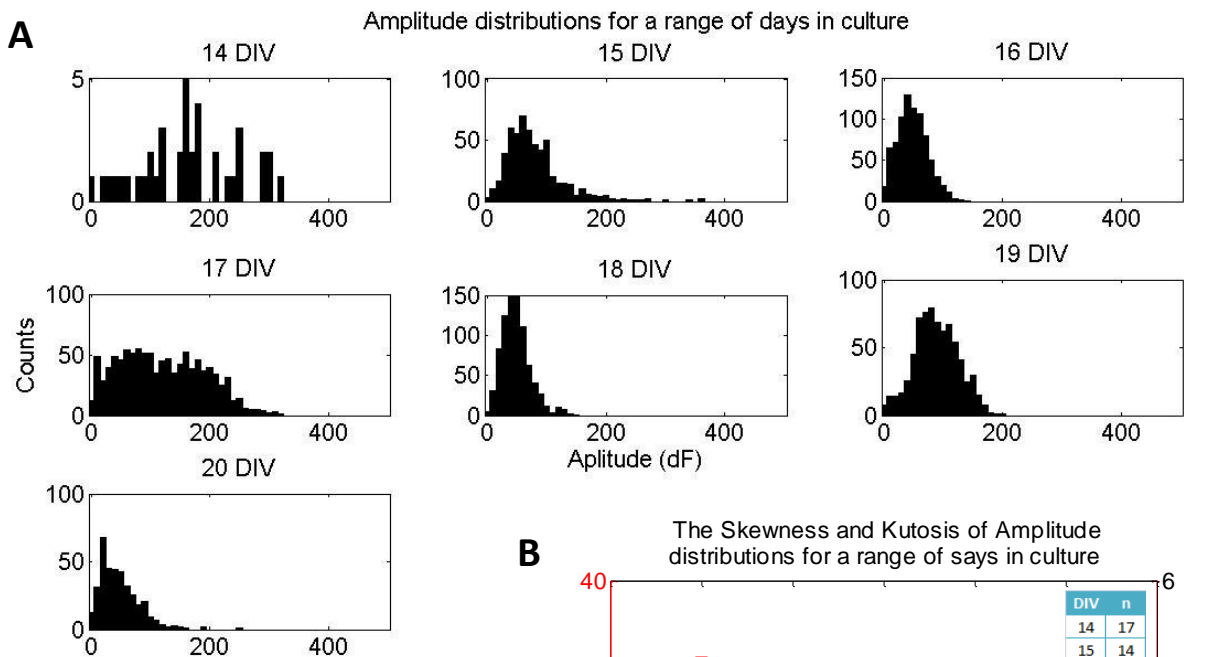 A
Amplitude distributions for a range of days in culture
14 DIV
5
0
0 200 400
15 DIV
100
50
0
0 200 400
16 DIV
150
100
50
0
0 200 400
17 DIV
100
50
0
0 200 400
Counts
18 DIV
150
100
50
0
0 200 400
Aplitude (dF)
19 DIV
100
50
0
0 200 400
20 DIV
100
50
0
0 200 400
B
The Skewness and Kutosis of Amplitude
distributions for a range of says in culture
40
6
DIV n
14 17
15 14